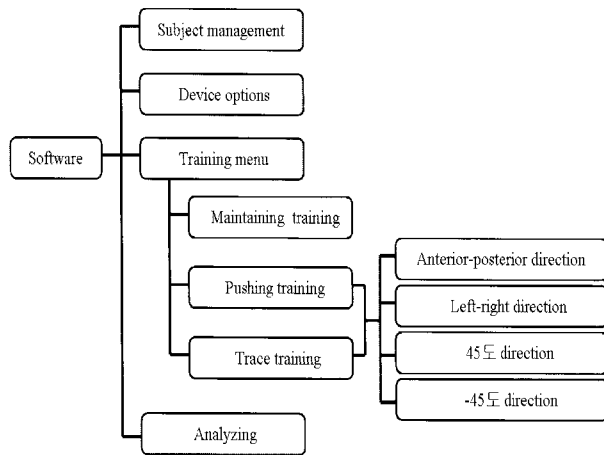 Subject management
Device options
Software
Training menu
Maintaining training
Pushing training
Trace training
Anterior-posterior direction
Left-right direction
45도 direction
-45도 direction
Analyzing